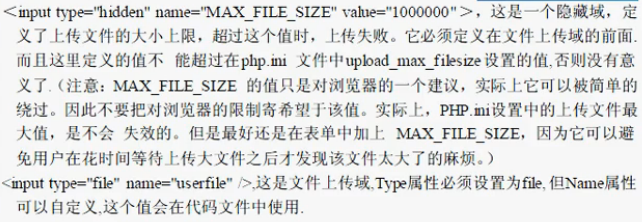 <input type="hidden" name="MAX_FILE_SIZE" value="1000000">，这是一个隐藏域，定
义了上传文件的大小上限，超过这个值时，上传失败。它必须定义在文件上传域的前面.
而且这里定义的值不 能超过在php.ini 文件中upload_max_filesize设置的值,否则没有意
义了.（注意：MAX_FILE_SIZE 的值只是对浏览器的一个建议，实际上它可以被简单的
绕过。因此不要把对浏览器的限制寄希望于该值。实际上，PHP.ini设置中的上传文件最
大值，是不会 失效的。但是最好还是在表单中加上 MAX_FILE_SIZE，因为它可以避
免用户在花时间等待上传大文件之后才发现该文件太大了的麻烦。）
<input type="file" name="userfile" />,这是文件上传域,Type属性必须设置为file, 但Name属性
可以自定义,这个值会在代码文件中使用.